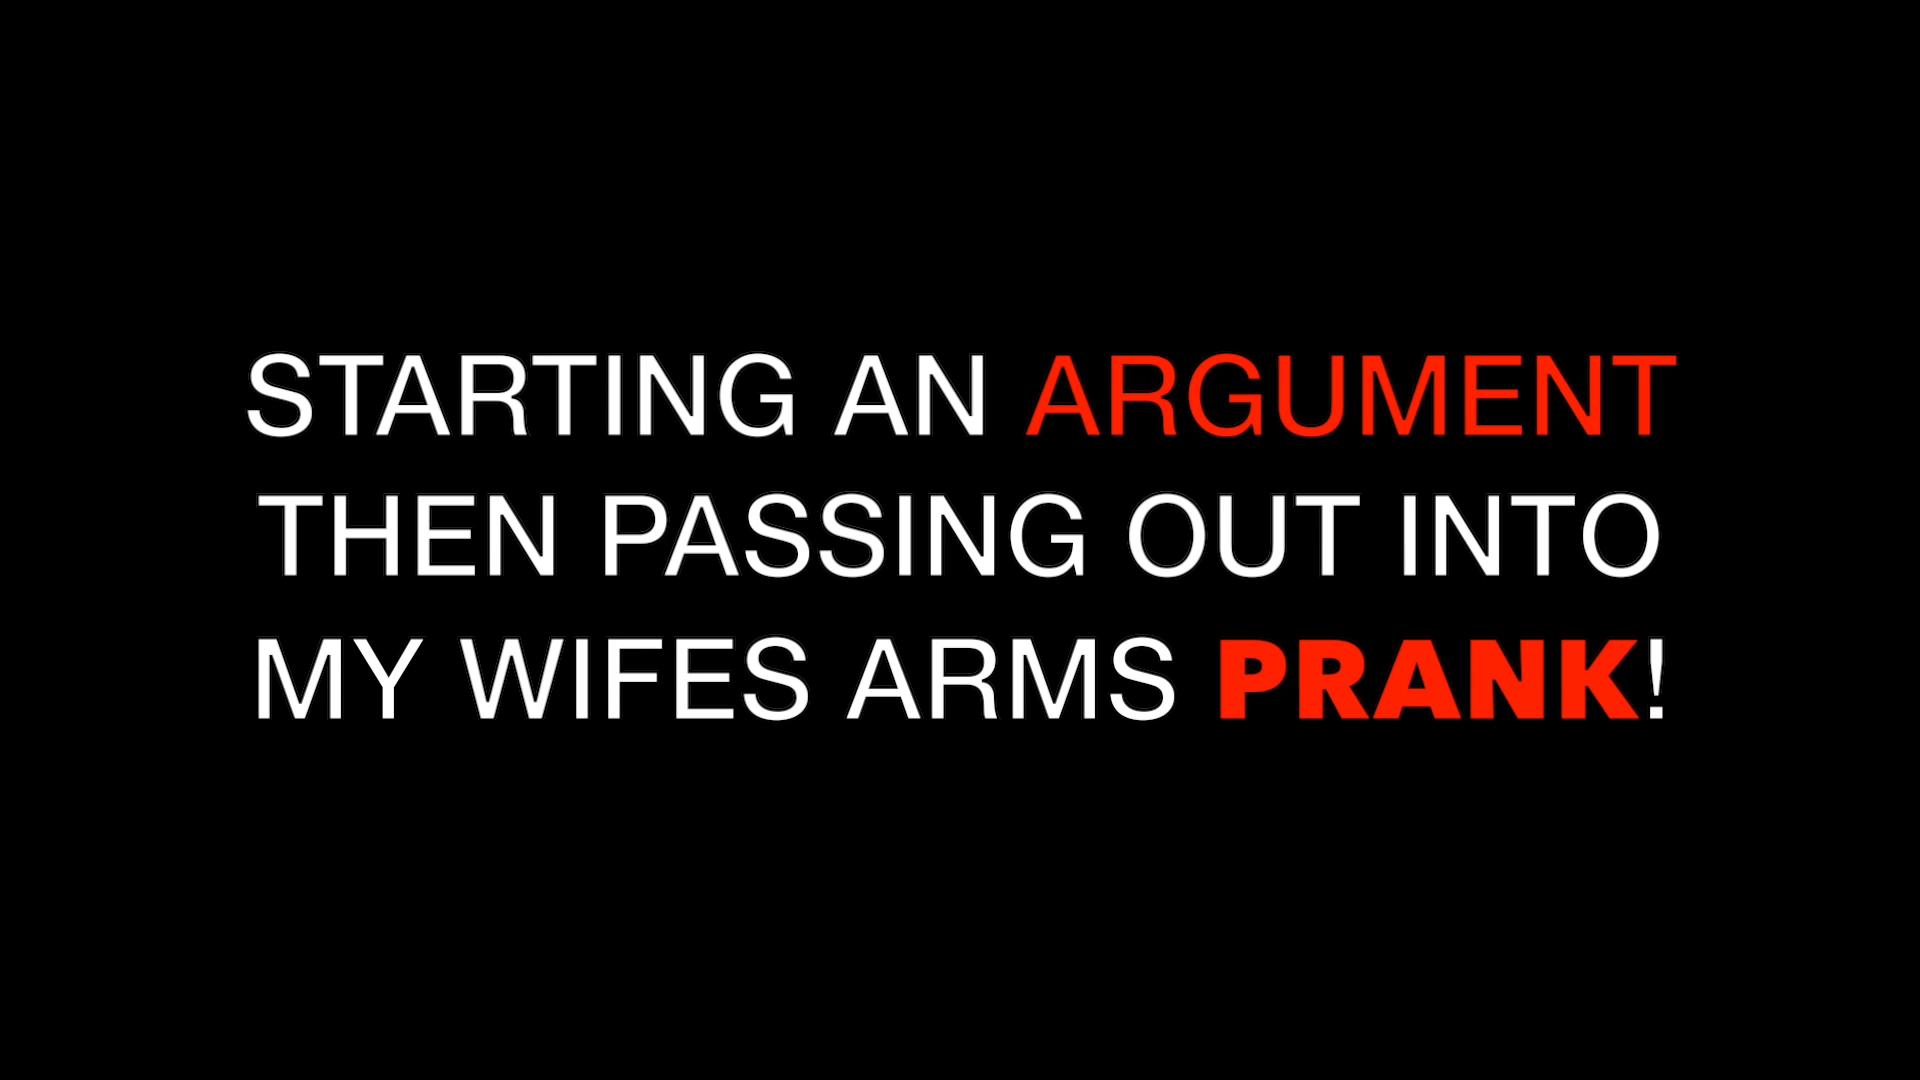 STARTING AN ARGUMENT
THEN PASSING OUT INTO
MY WIFES ARMS PRANK!